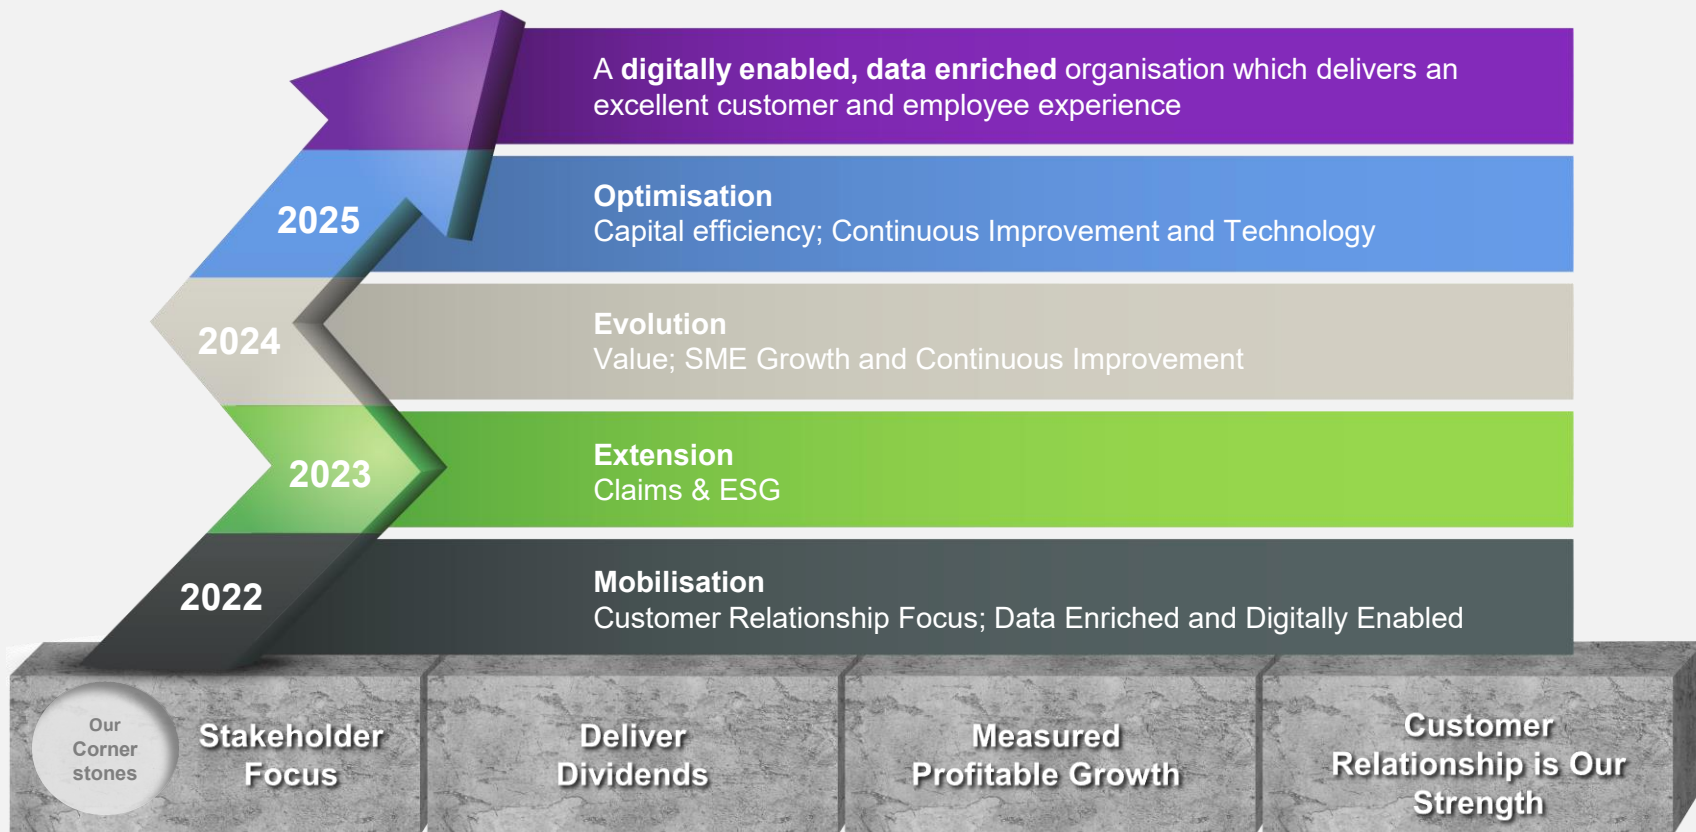 A digitally enabled, data enriched organisation which delivers an
excellent customer and employee experience
2025
Optimisation
Capital efficiency; Continuous Improvement and Technology
2024
Evolution
Value; SME Growth and Continuous Improvement
2023
Extension
Claims & ESG
2022
Mobilisation
Customer Relationship Focus; Data Enriched and Digitally Enabled
Our
Corner
stones
Stakeholder
Focus
Deliver
Dividends
Measured
Profitable Growth
Customer
Relationship is Our
Strength